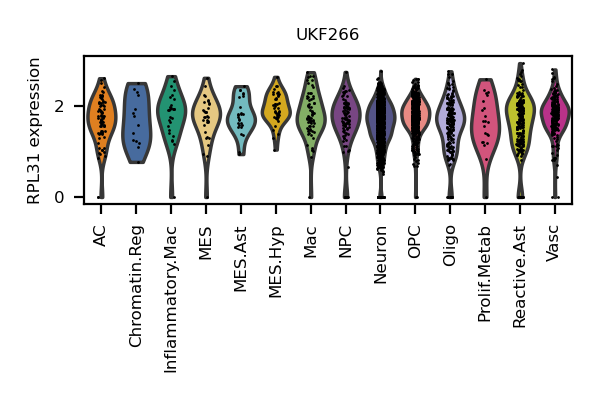 UKF266
RPL31 expression
2
0
AC
Chromatin.Reg
Inflammatory.Mac
MES
MES.Ast
MES.Hyp
Mac
NPC
Neuron
OPC
Oligo
Prolif.Metab
Reactive.Ast
Vasc